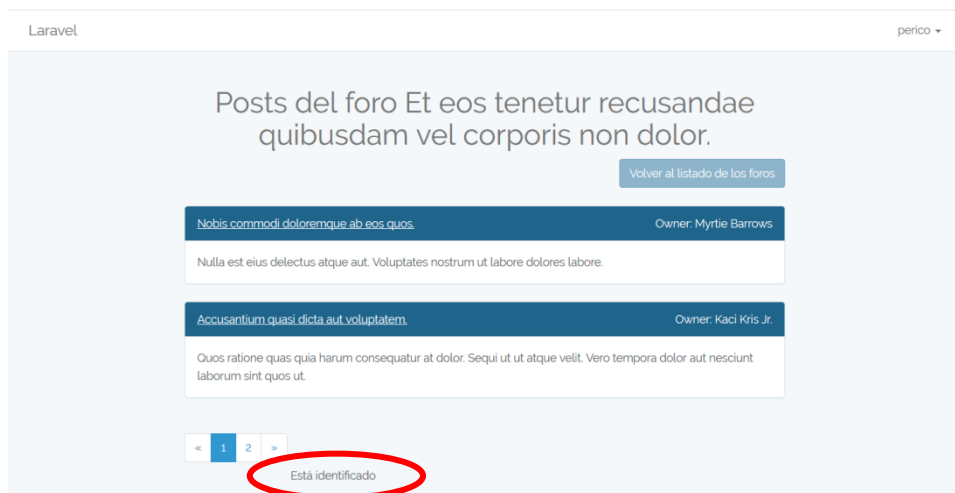 Laravel
perico
Posts del foro Et eos tenetur recusandae
quibusdam vel corporis non dolor.
Volver al listado de los foros
Nobis commodi doloremque ab eos quos.
Owner: Myrtie Barrows
Nulla est eius delectus atque aut. Voluptates nostrum ut labore dolores labore.
Accusantium quasi dicta aut voluptatem.
Owner: Kaci Kris Jr.
Quos ratione quas quia harum consequatur at dolor. Sequi ut ut atque velit. Vero tempora dolor aut nesciunt
laborum sint quos ut.
« 1 2 »
Está identificado